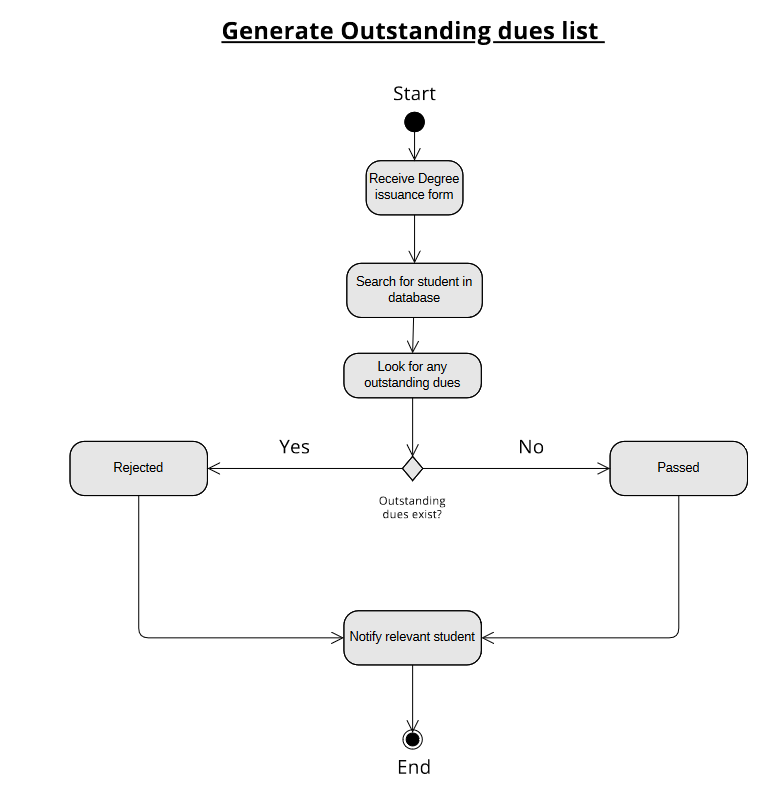 Generate Outstanding dues list
Start
Receive Degree
issuance form
Search for student in
database
Look for any
outstanding dues
Yes
No
Rejected
Passed
Outstanding
dues exist?
Notify relevant student
End